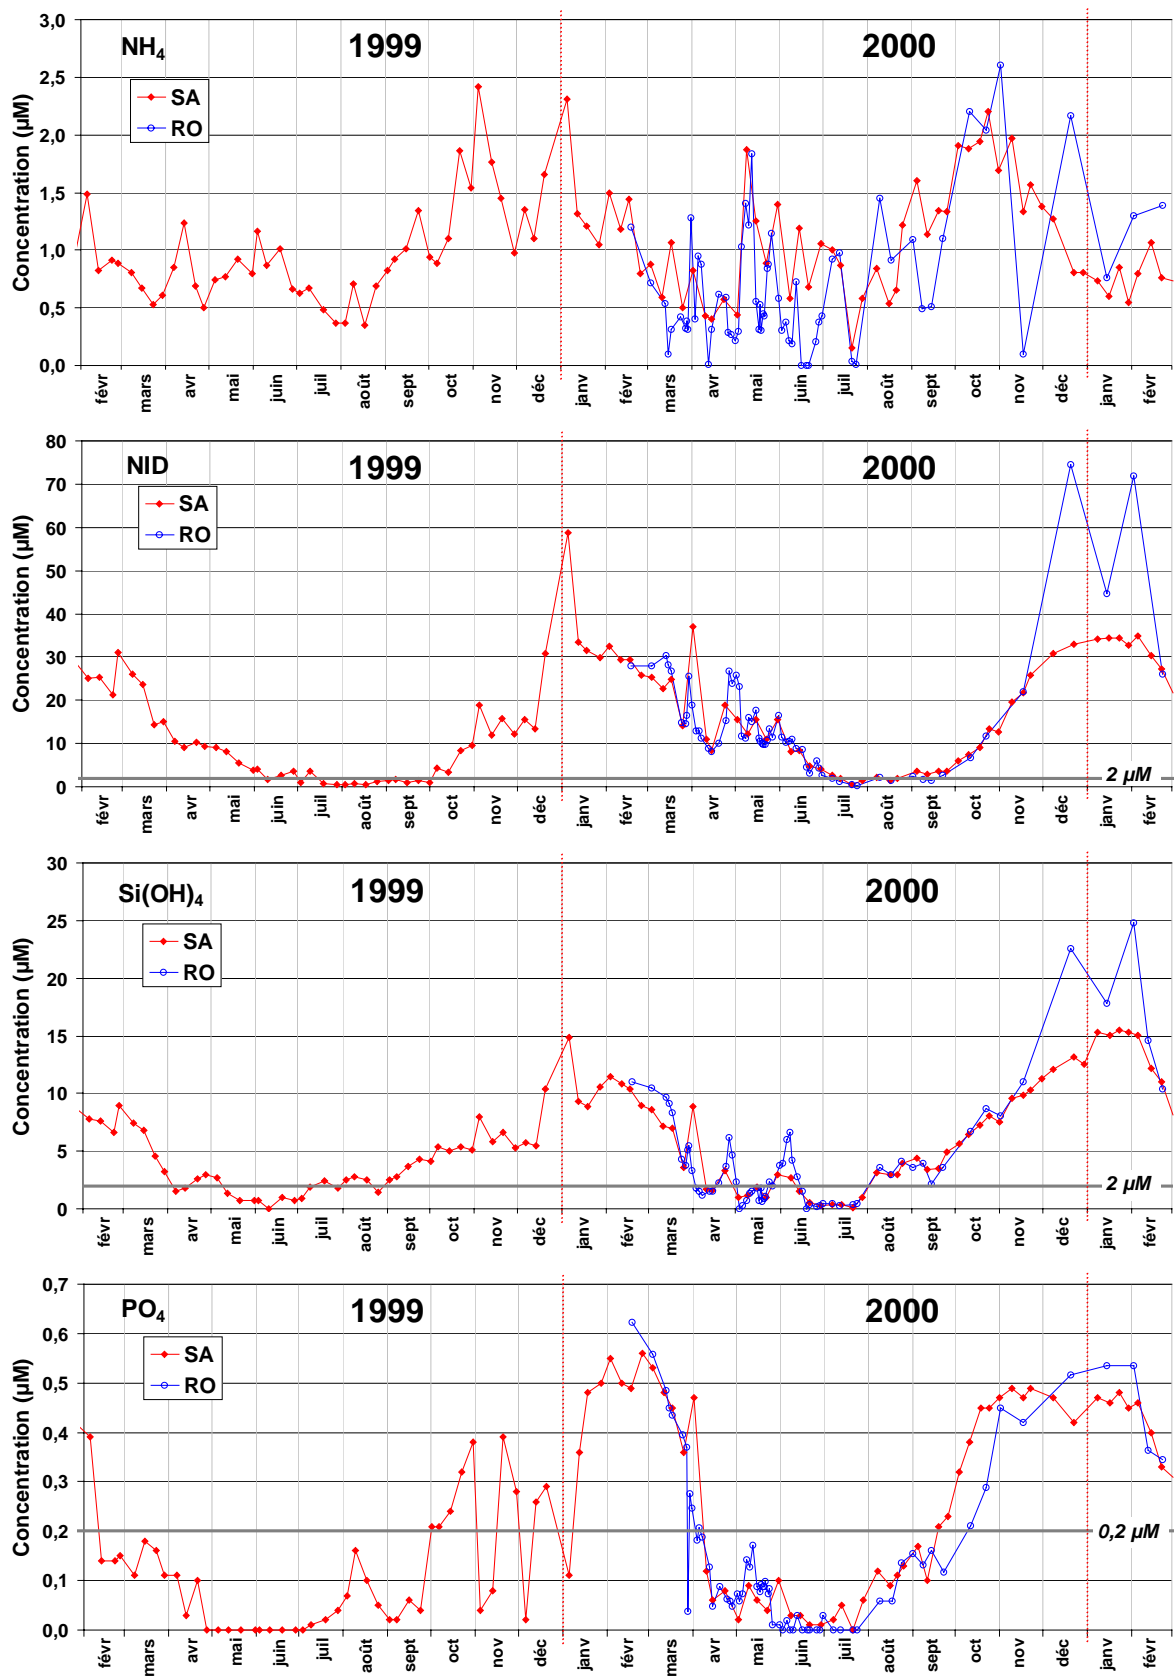 3,0
NH4 1999 2000
2,5
SA
RO
2,0
1,5
1,0
0,5
0,0
Concentration (µM)
févr mars avr mai juin juil août sept oct nov déc janv févr mars avr mai juin juil août sept oct nov déc janv févr
80
NID 1999 2000
70
SA
RO
60
50
40
30
20
10
2 µM
0
Concentration (µM)
févr mars avr mai juin juil août sept oct nov déc janv févr mars avr mai juin juil août sept oct nov déc janv févr
30
Si(OH)4 1999 2000
25
SA
RO
20
15
10
5
2 µM
0
Concentration (µM)
févr mars avr mai juin juil août sept oct nov déc janv févr mars avr mai juin juil août sept oct nov déc janv févr
0,7
PO4 1999 2000
0,6
SA
RO
0,5
0,4
0,3
0,2
0,2 µM
0,1
0,0
Concentration (µM)
févr mars avr mai juin juil août sept oct nov déc janv févr mars avr mai juin juil août sept oct nov déc janv févr